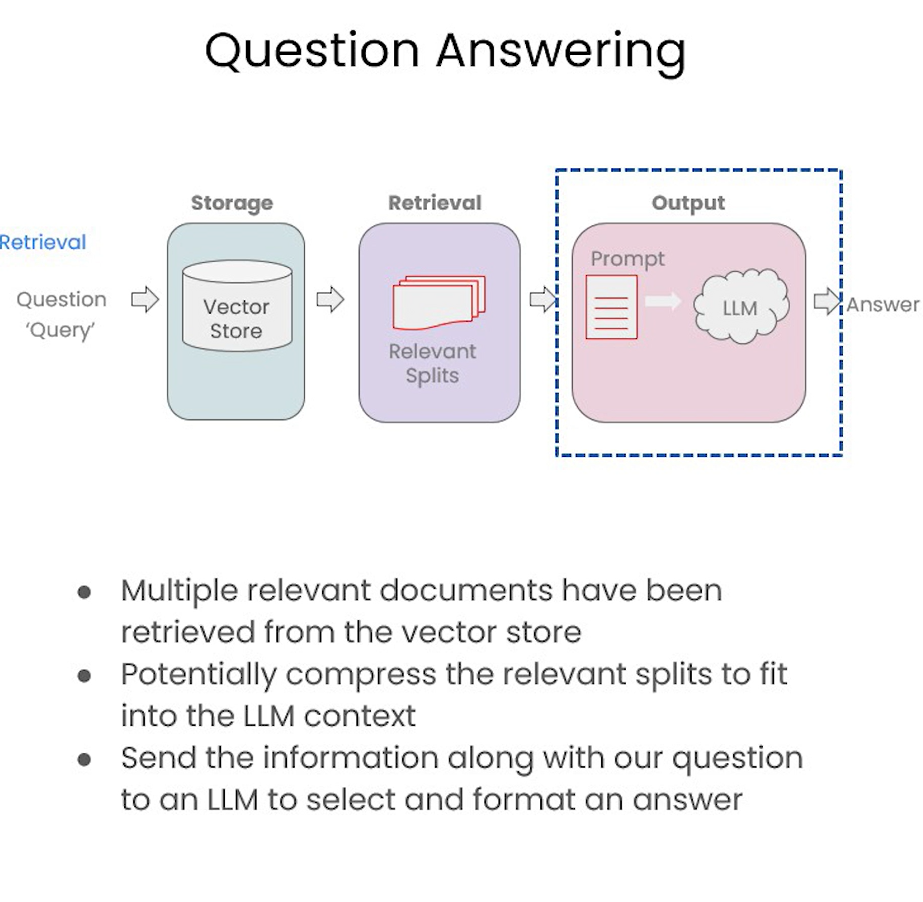 Question Answering
Storage
Retrieval
Output
Retrieval
Question
‘Query’
Vector
Store
Relevant
Splits
Prompt
LLM
Answer
● Multiple relevant documents have been
retrieved from the vector store
● Potentially compress the relevant splits to fit
into the LLM context
● Send the information along with our question
to an LLM to select and format an answer